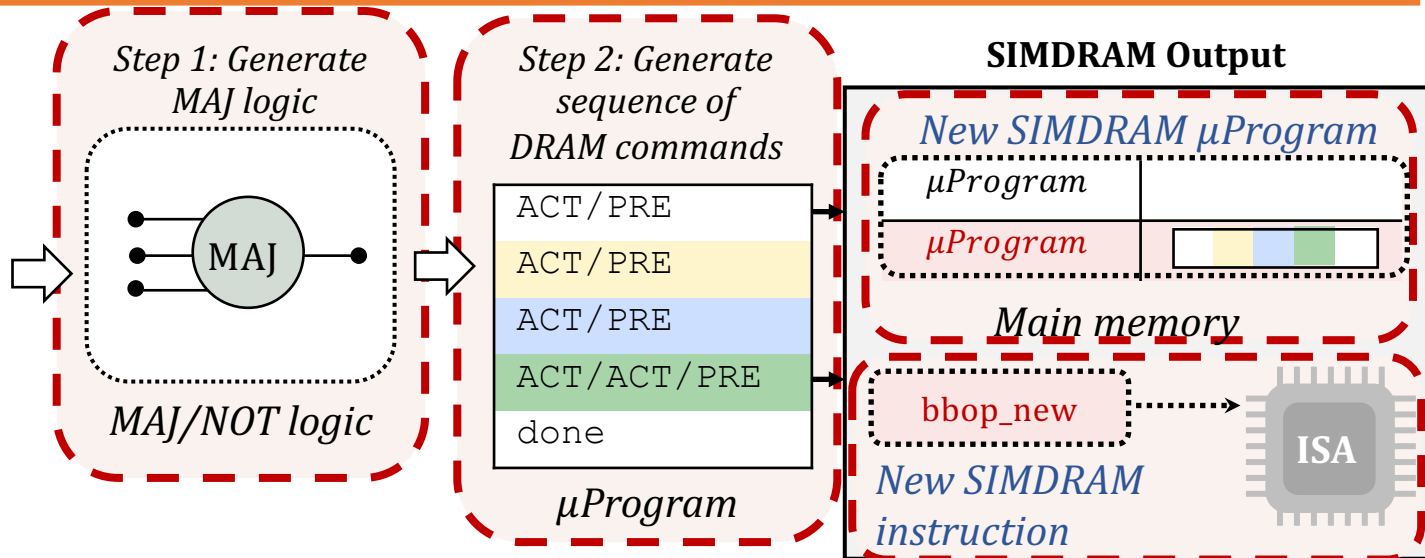 Step 1: Generate
MAJ logic
MAJ
MAJ/NOT logic
Step 2: Generate
sequence of
DRAM commands
ACT/PRE
ACT/PRE
ACT/PRE
ACT/ACT/PRE
done
μProgram
SIMDRAM Output
New SIMDRAM μProgram
μProgram
μProgram
Main memory
bbop_new
ISA
New SIMDRAM
instruction